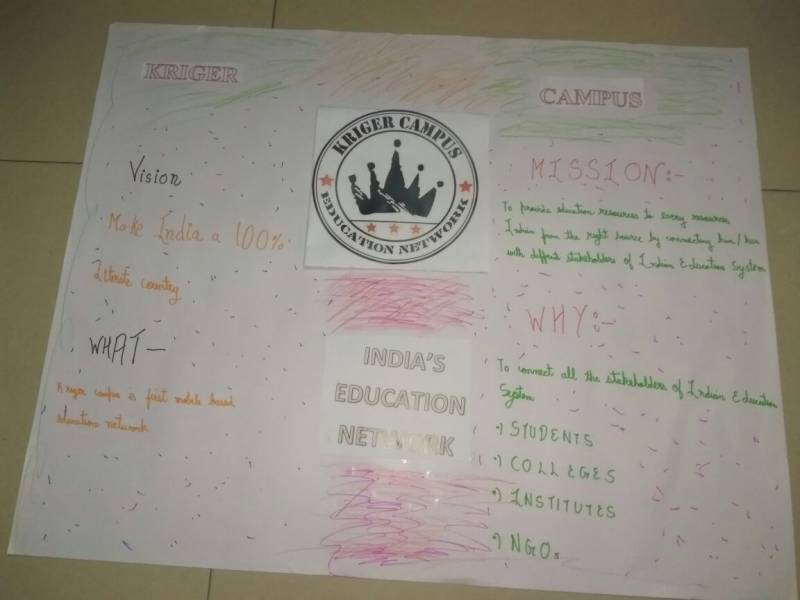 KRIGER
CAMPUS
Vision
Make India a 100%
Literate country
WHAT-
Kriger campus is first mobile based
education network
KRIGER CAMPUS
EDUCATION NETWORK
INDIA'S
EDUCATION
NETWORK
MISSION:-
To provide education resources to every
Indian from the right source by connecting him/her
with diffrent stakeholders of Indian Education System
WHY:-
To connect all the stakeholders of Indian Education
System
•) STUDENTS
•) COLLEGES
•) INSTITUTES
•) NGOs